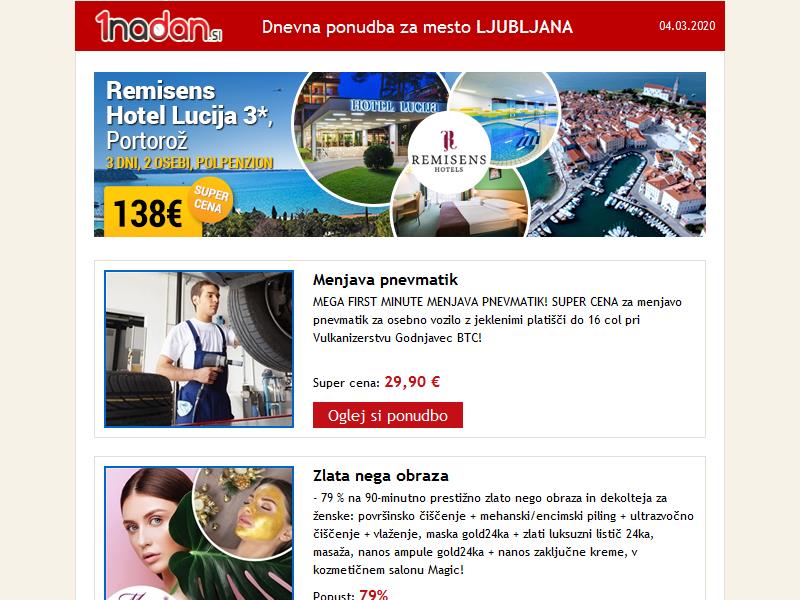 1nadan.si
Dnevna ponudba za mesto LJUBLJANA
04.03.2020
Remisens
Hotel Lucija 3*,
Portorož
3 DNI, 2 OSEBI, POLPENZION
138€
SUPER
CENA
HOTEL LUCIJA
REMISENS
HOTELS
Menjava pnevmatik
MEGA FIRST MINUTE MENJAVA PNEVMATIK! SUPER CENA za menjavo
pnevmatik za osebno vozilo z jeklenimi platišči do 16 col pri
Vulkanizerstvu Godnjavec BTC!
Super cena: 29,90 €
Oglej si ponudbo
Zlata nega obraza
- 79 % na 90-minutno prestižno zlato nego obraza in dekolteja za
ženske: površinsko čiščenje + mehanski/encimski piling + ultrazvočno
čiščenje + vlaženje, maska gold24ka + zlati luksuzni listič 24ka,
masaža, nanos ampule gold24ka + nanos zaključne kreme, v
kozmetičnem salonu Magic!
Popust: 79%